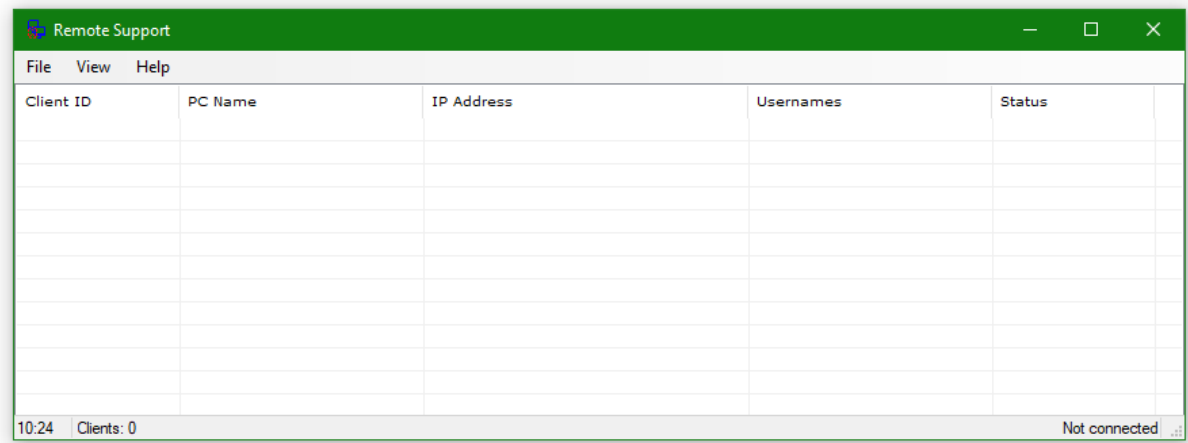 Remote Support
File View Help
Client ID PC Name IP Address Usernames Status
10:24 Clients: 0 Not connected